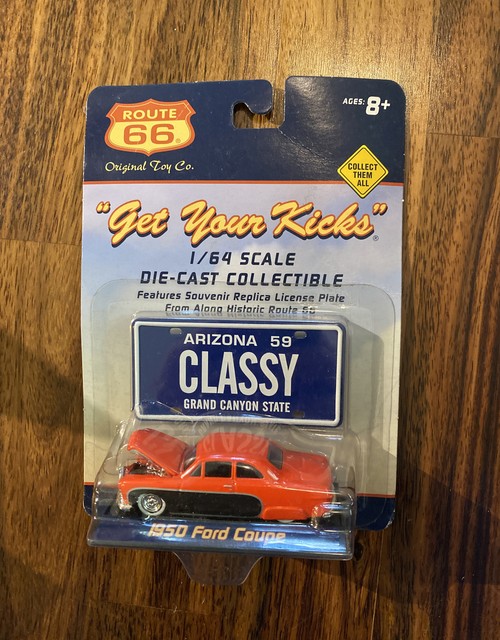 ROUTE
66®
Original Toy Co.
AGES: 8+
COLLECT
THEM
ALL
"Get Your Kicks"®
1/64 SCALE
DIE-CAST COLLECTIBLE
Features Souvenir Replica License Plate
From Along Historic Route 66
ARIZONA 59
CLASSY
GRAND CANYON STATE
1950 Ford Coupe